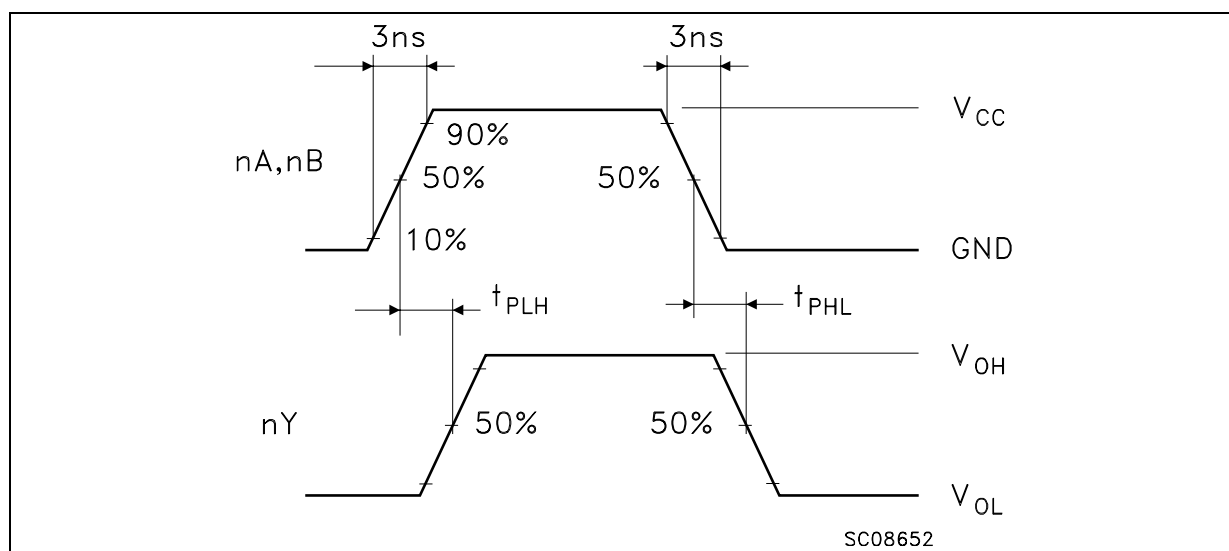 3ns 3ns
V_CC
90%
nA,nB
50% 50%
10%
GND
t_PLH t_PHL
V_OH
nY
50% 50%
V_OL
SC08652